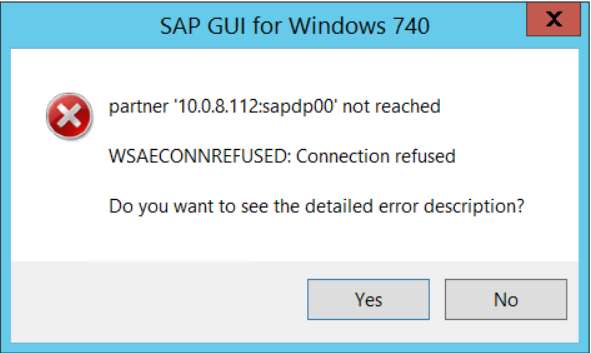 SAP GUI for Windows 740
X
partner '10.0.8.112:sapdp00' not reached
WSAECONNREFUSED: Connection refused
Do you want to see the detailed error description?
Yes
No